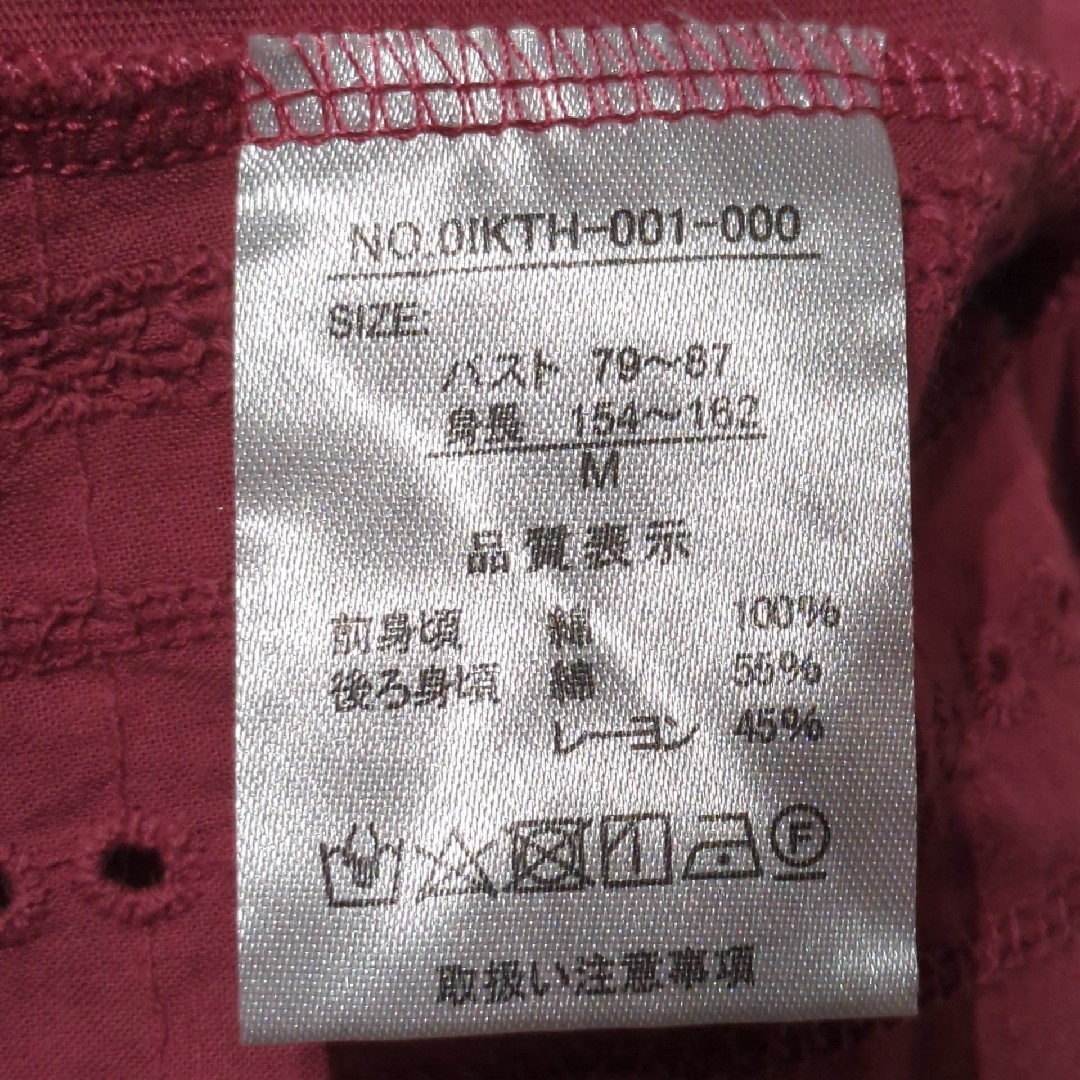 NO.0IKTH-001-000
SIZE:
バスト 79～87
身長 154～162
M
品質表示
前身頃 綿 100%
後ろ身頃 綿 55%
レーヨン 45%
F
取扱い注意事項